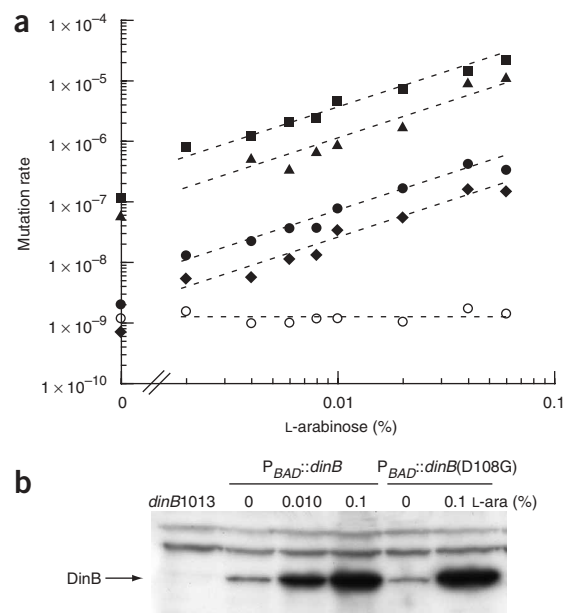 a
1 × 10⁻⁴
1 × 10⁻⁵
1 × 10⁻⁶
1 × 10⁻⁷
1 × 10⁻⁸
1 × 10⁻⁹
1 × 10⁻¹⁰
Mutation rate
0 0.01 0.1
L-arabinose (%)
b
P_BAD::dinB P_BAD::dinB(D108G)
dinB1013 0 0.010 0.1 0 0.1 L-ara (%)
DinB